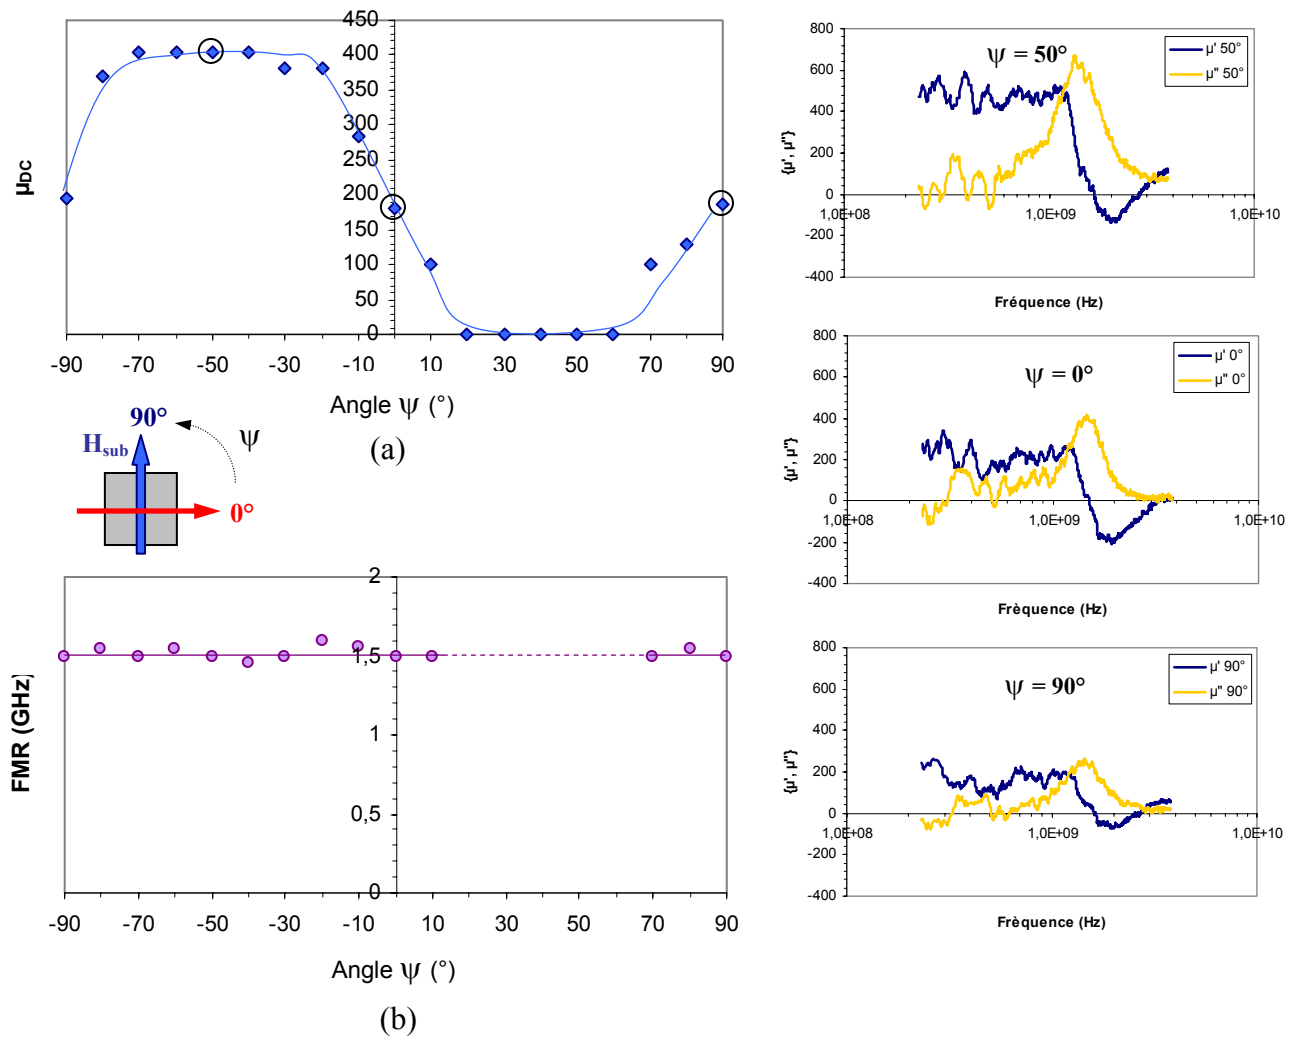 450
400
350
300
250
200
150
100
50
0
μDC
-90 -70 -50 -30 -10 10 30 50 70 90
Angle ψ (°)
(a)
90°
Hsub
ψ
0°
2
1,5
1
0,5
0
FMR (GHz)
-90 -70 -50 -30 -10 10 30 50 70 90
Angle ψ (°)
(b)
800
600
400
200
0
-200
-400
{μ', μ"}
ψ = 50°
μ' 50°
μ" 50°
1,0E+08 1,0E+09 1,0E+10
Fréquence (Hz)
800
600
400
200
0
-200
-400
{μ', μ"}
ψ = 0°
μ' 0°
μ" 0°
1,0E+08 1,0E+09 1,0E+10
Frèquence (Hz)
800
600
400
200
0
-200
-400
{μ', μ"}
ψ = 90°
μ' 90°
μ" 90°
1,0E+08 1,0E+09 1,0E+10
Frèquence (Hz)